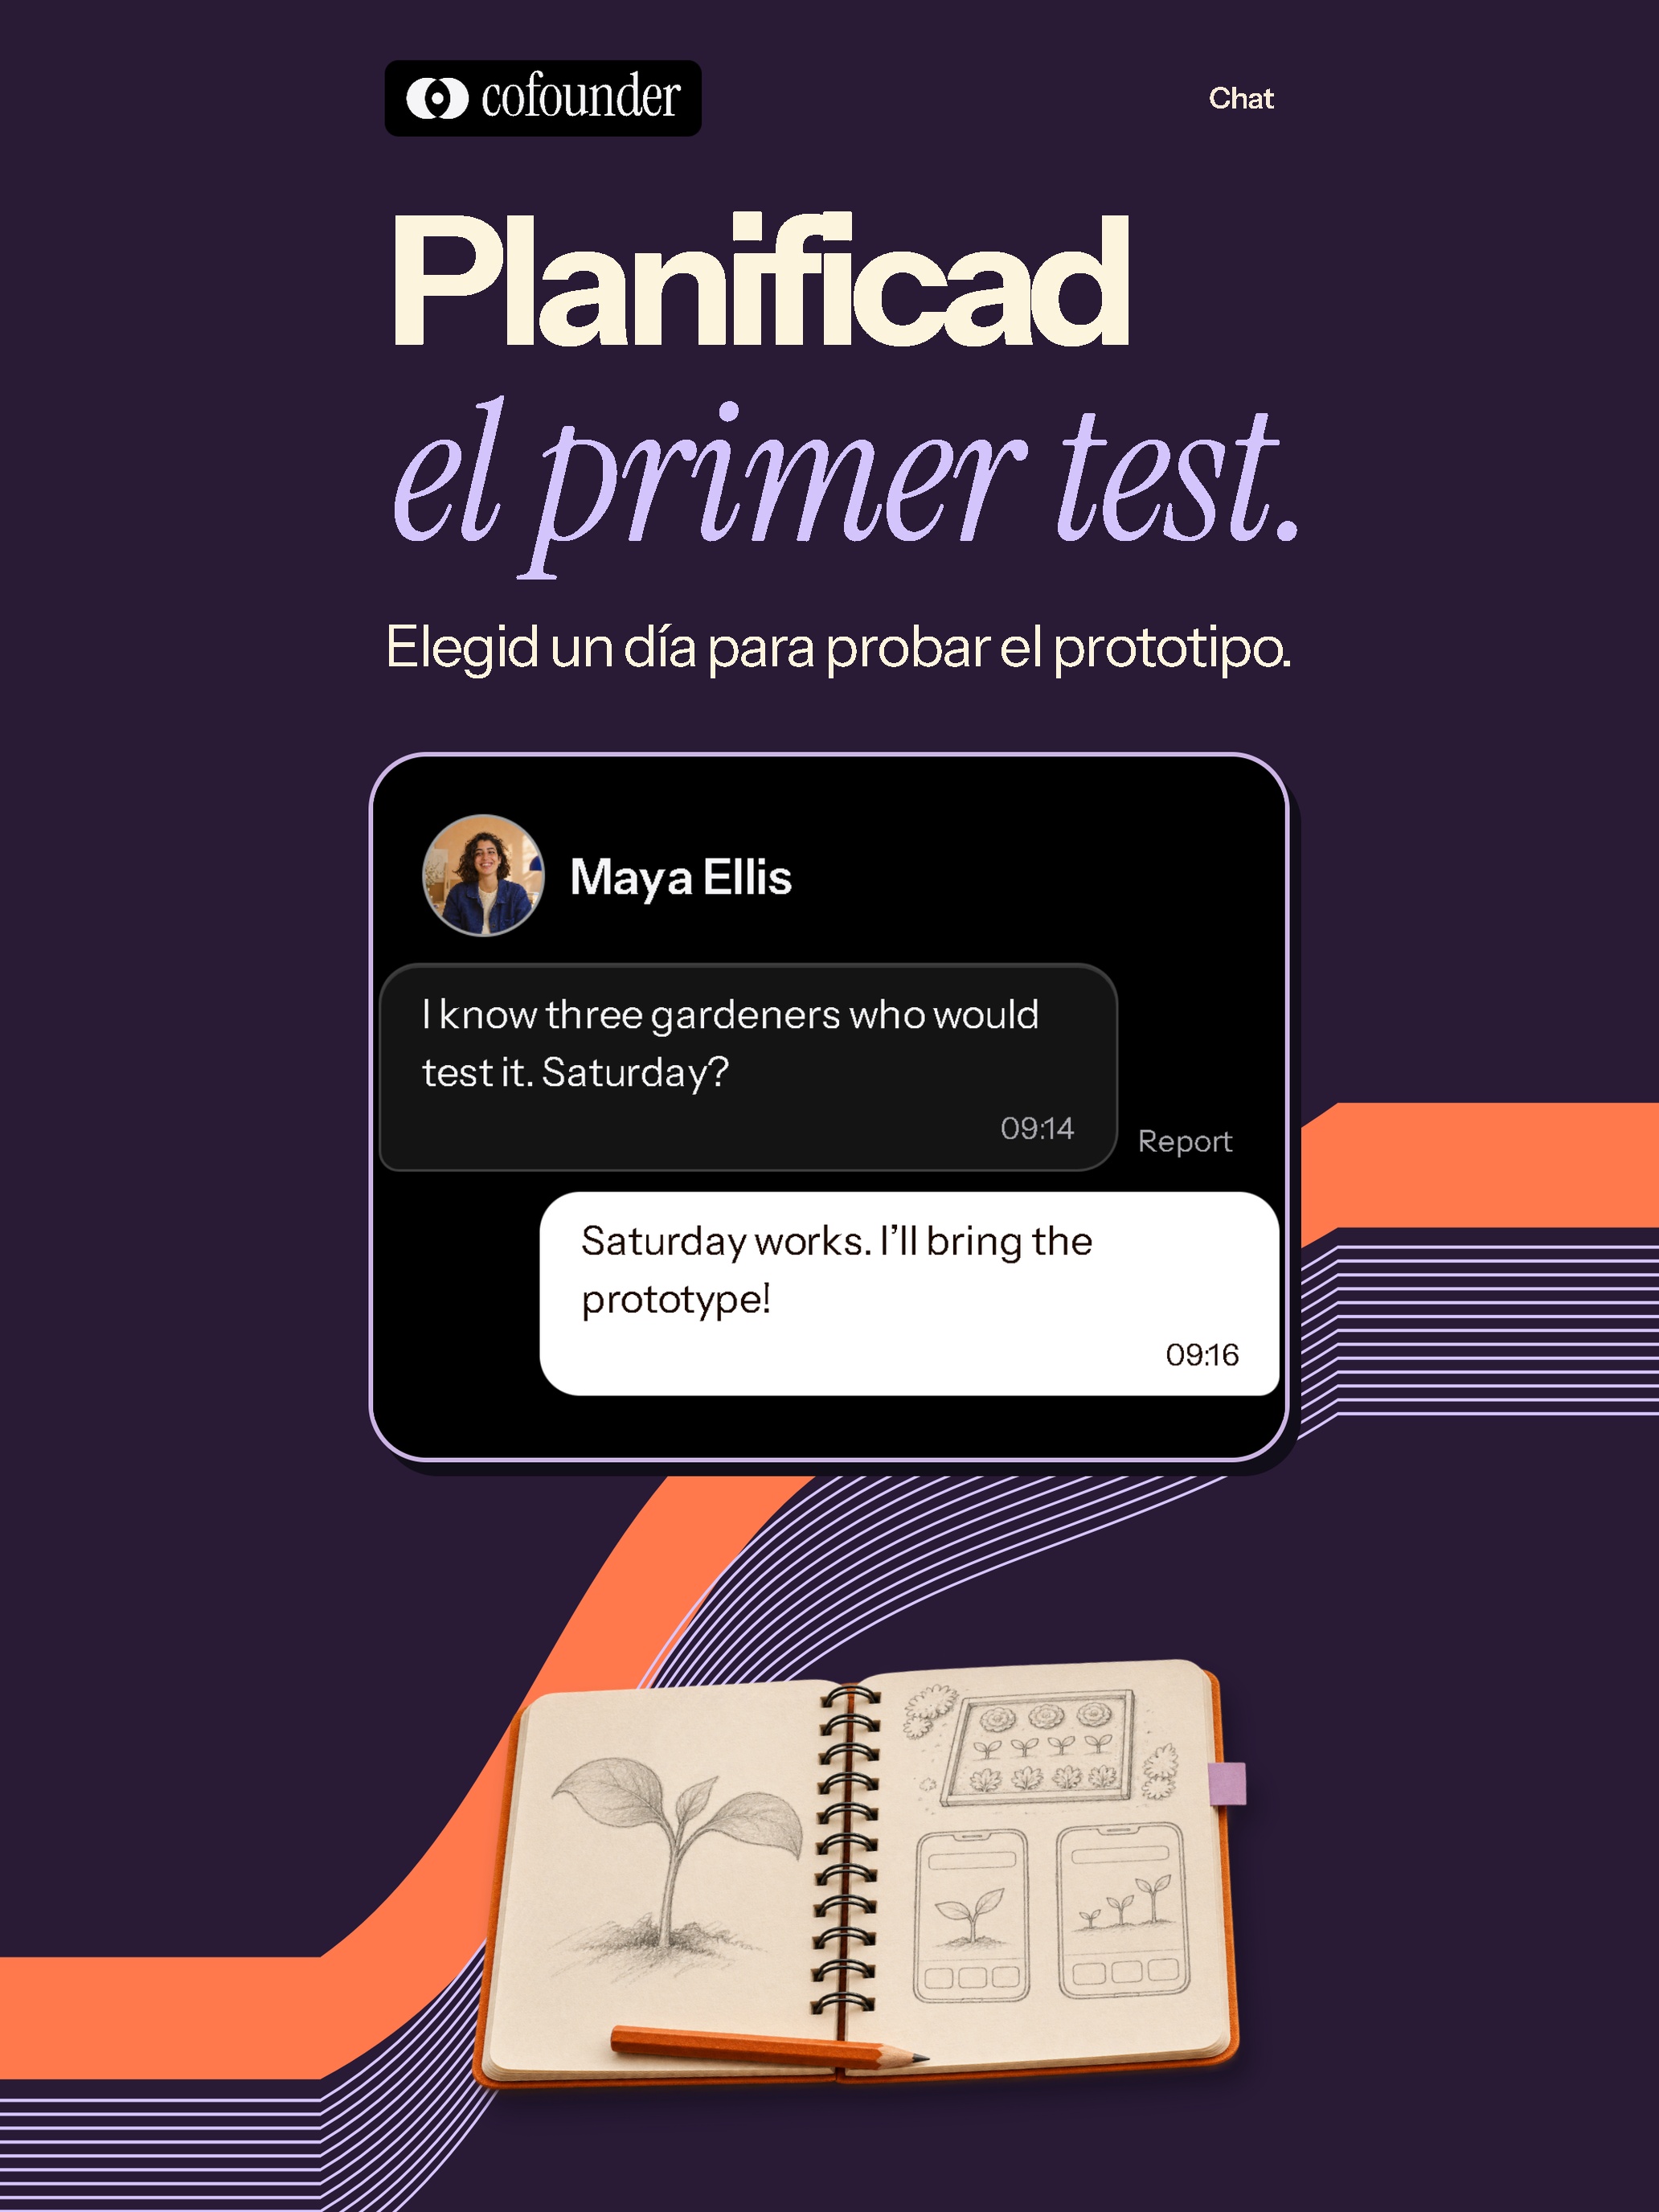 cofounder
Chat
Planificad
el primer test.
Elegid un día para probar el prototipo.
Maya Ellis
I know three gardeners who would
test it. Saturday?
09:14
Report
Saturday works. I’ll bring the
prototype!
09:16